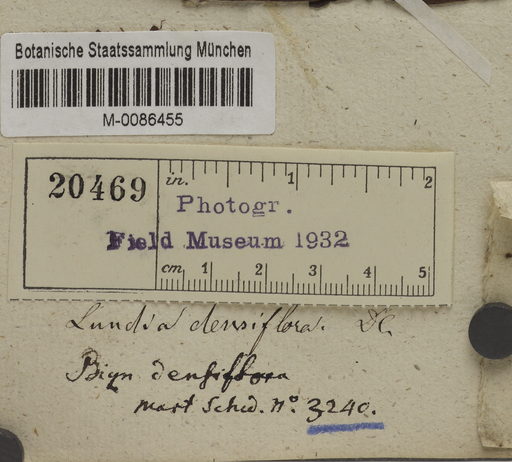 Botanische Staatssammlung München
M-0086455
20469
in. 1 2
Photogr.
Field Museum 1932
cm 1 2 3 4 5
Lundia densiflora. DC
Bign densiflora
Mart Sched. nº. 3240.